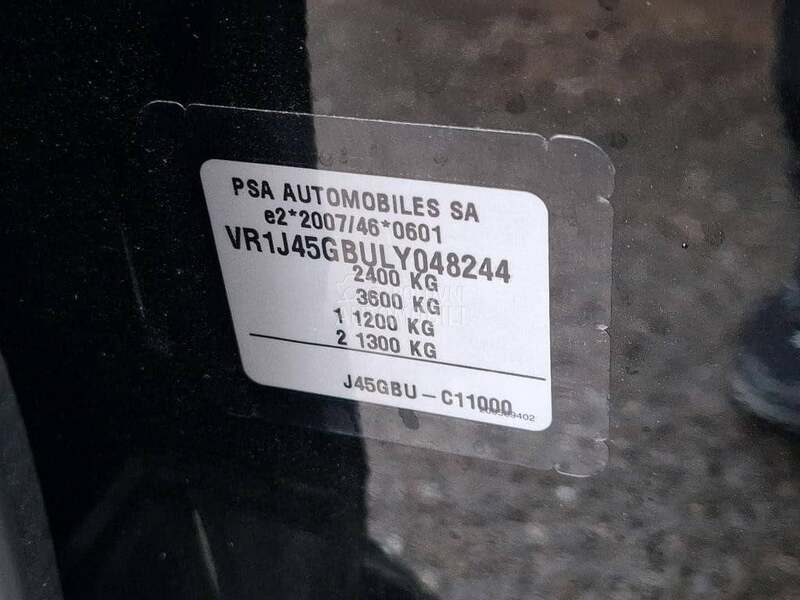 PSA AUTOMOBILES SA
e2*2007/46*0601
VR1J45GBULY048244
2400 KG
3600 KG
1 1200 KG
2 1300 KG
J45GBU – C11000